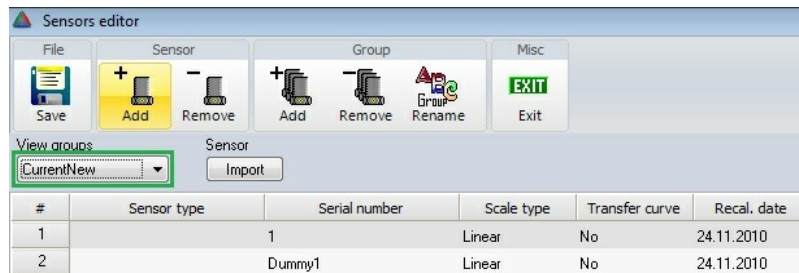 Sensors editor
File Sensor Group Misc
Save Add Remove Add Remove Rename Exit
View groups Sensor
CurrentNew Import
# Sensor type Serial number Scale type Transfer curve Recal. date
1 1 Linear No 24.11.2010
2 Dummy1 Linear No 24.11.2010